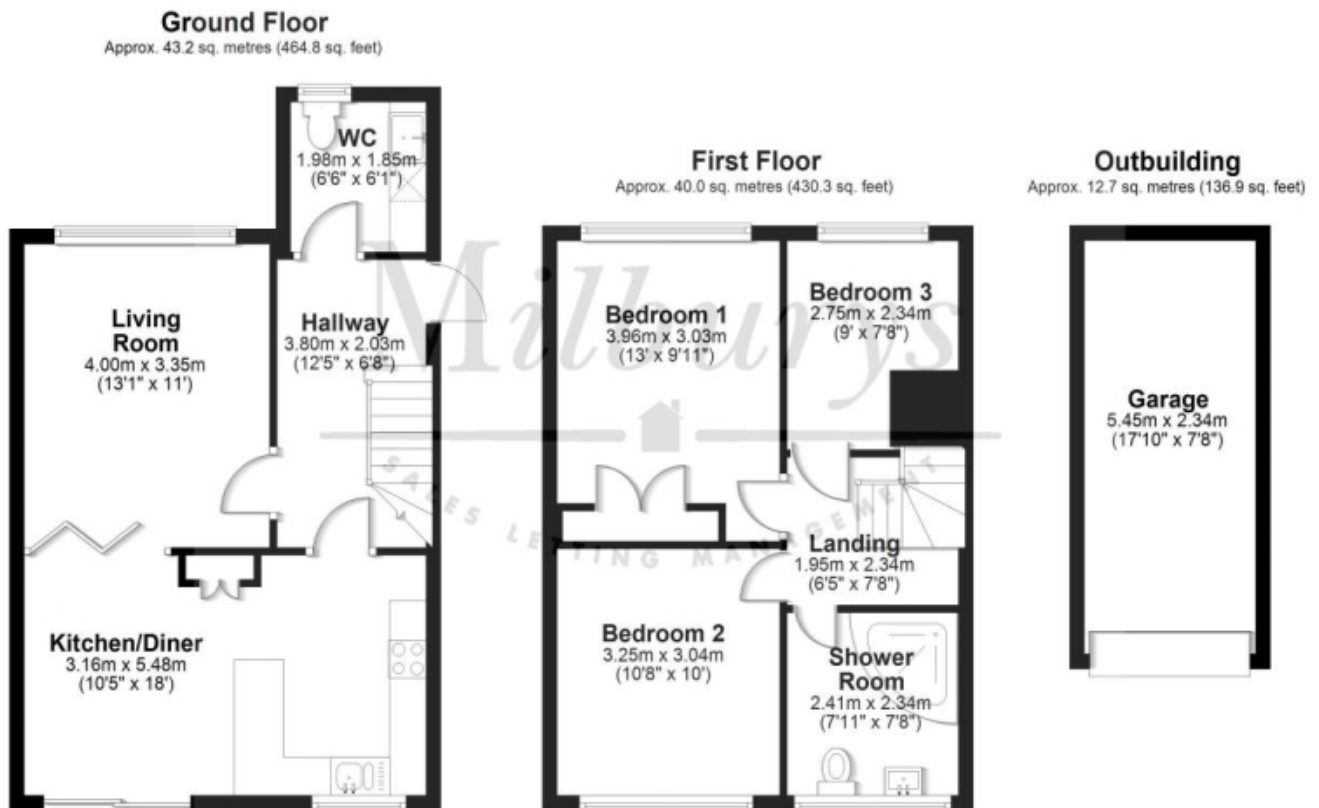 Ground Floor
Approx. 43.2 sq. metres (464.8 sq. feet)
WC
1.98m x 1.85m
(6'6" x 6'1")
Living
Room
4.00m x 3.35m
(13'1" x 11')
Hallway
3.80m x 2.03m
(12'5" x 6'8")
Kitchen/Diner
3.16m x 5.48m
(10'5" x 18')
First Floor
Approx. 40.0 sq. metres (430.3 sq. feet)
Bedroom 1
3.96m x 3.03m
(13' x 9'11")
Bedroom 3
2.75m x 2.34m
(9' x 7'8")
Landing
1.95m x 2.34m
(6'5" x 7'8")
Bedroom 2
3.25m x 3.04m
(10'8" x 10')
Shower
Room
2.41m x 2.34m
(7'11" x 7'8")
Outbuilding
Approx. 12.7 sq. metres (136.9 sq. feet)
Garage
5.45m x 2.34m
(17'10" x 7'8")
Milburys
SALES LETTING MANAGEMENT